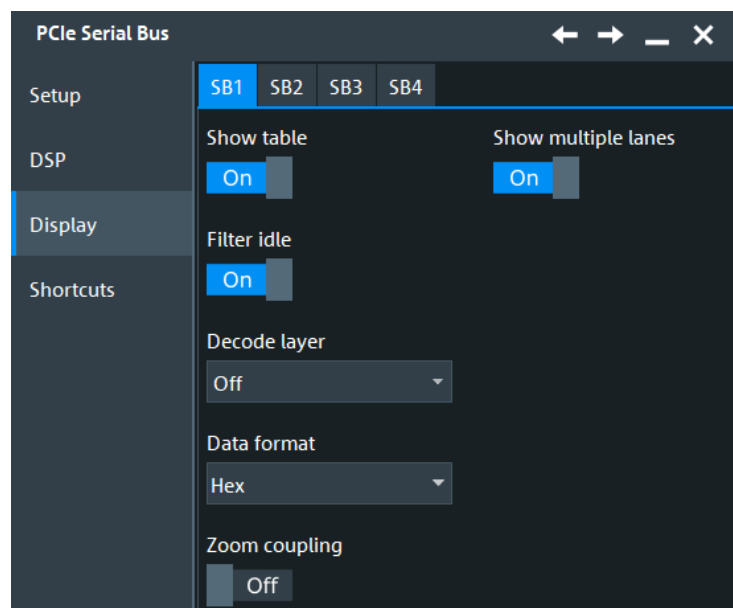 PCIe Serial Bus
Setup
DSP
Display
Shortcuts
SB1 SB2 SB3 SB4
Show table
On
Show multiple lanes
On
Filter idle
On
Decode layer
Off
Data format
Hex
Zoom coupling
Off